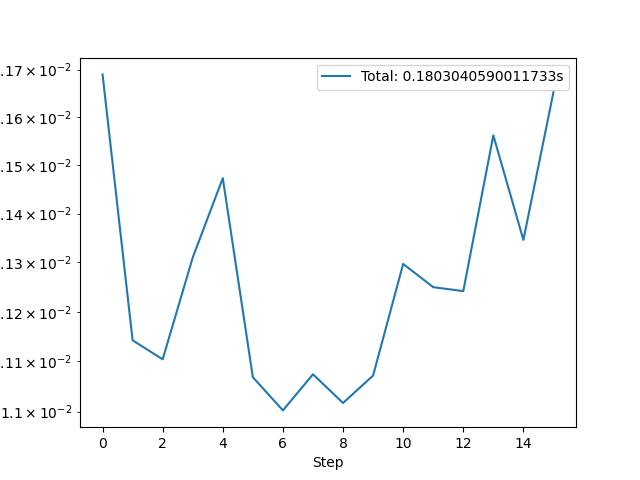 Total: 0.1803040590011733s
.17 × 10⁻²
.16 × 10⁻²
.15 × 10⁻²
.14 × 10⁻²
.13 × 10⁻²
.12 × 10⁻²
.11 × 10⁻²
1.1 × 10⁻²
0 2 4 6 8 10 12 14
Step